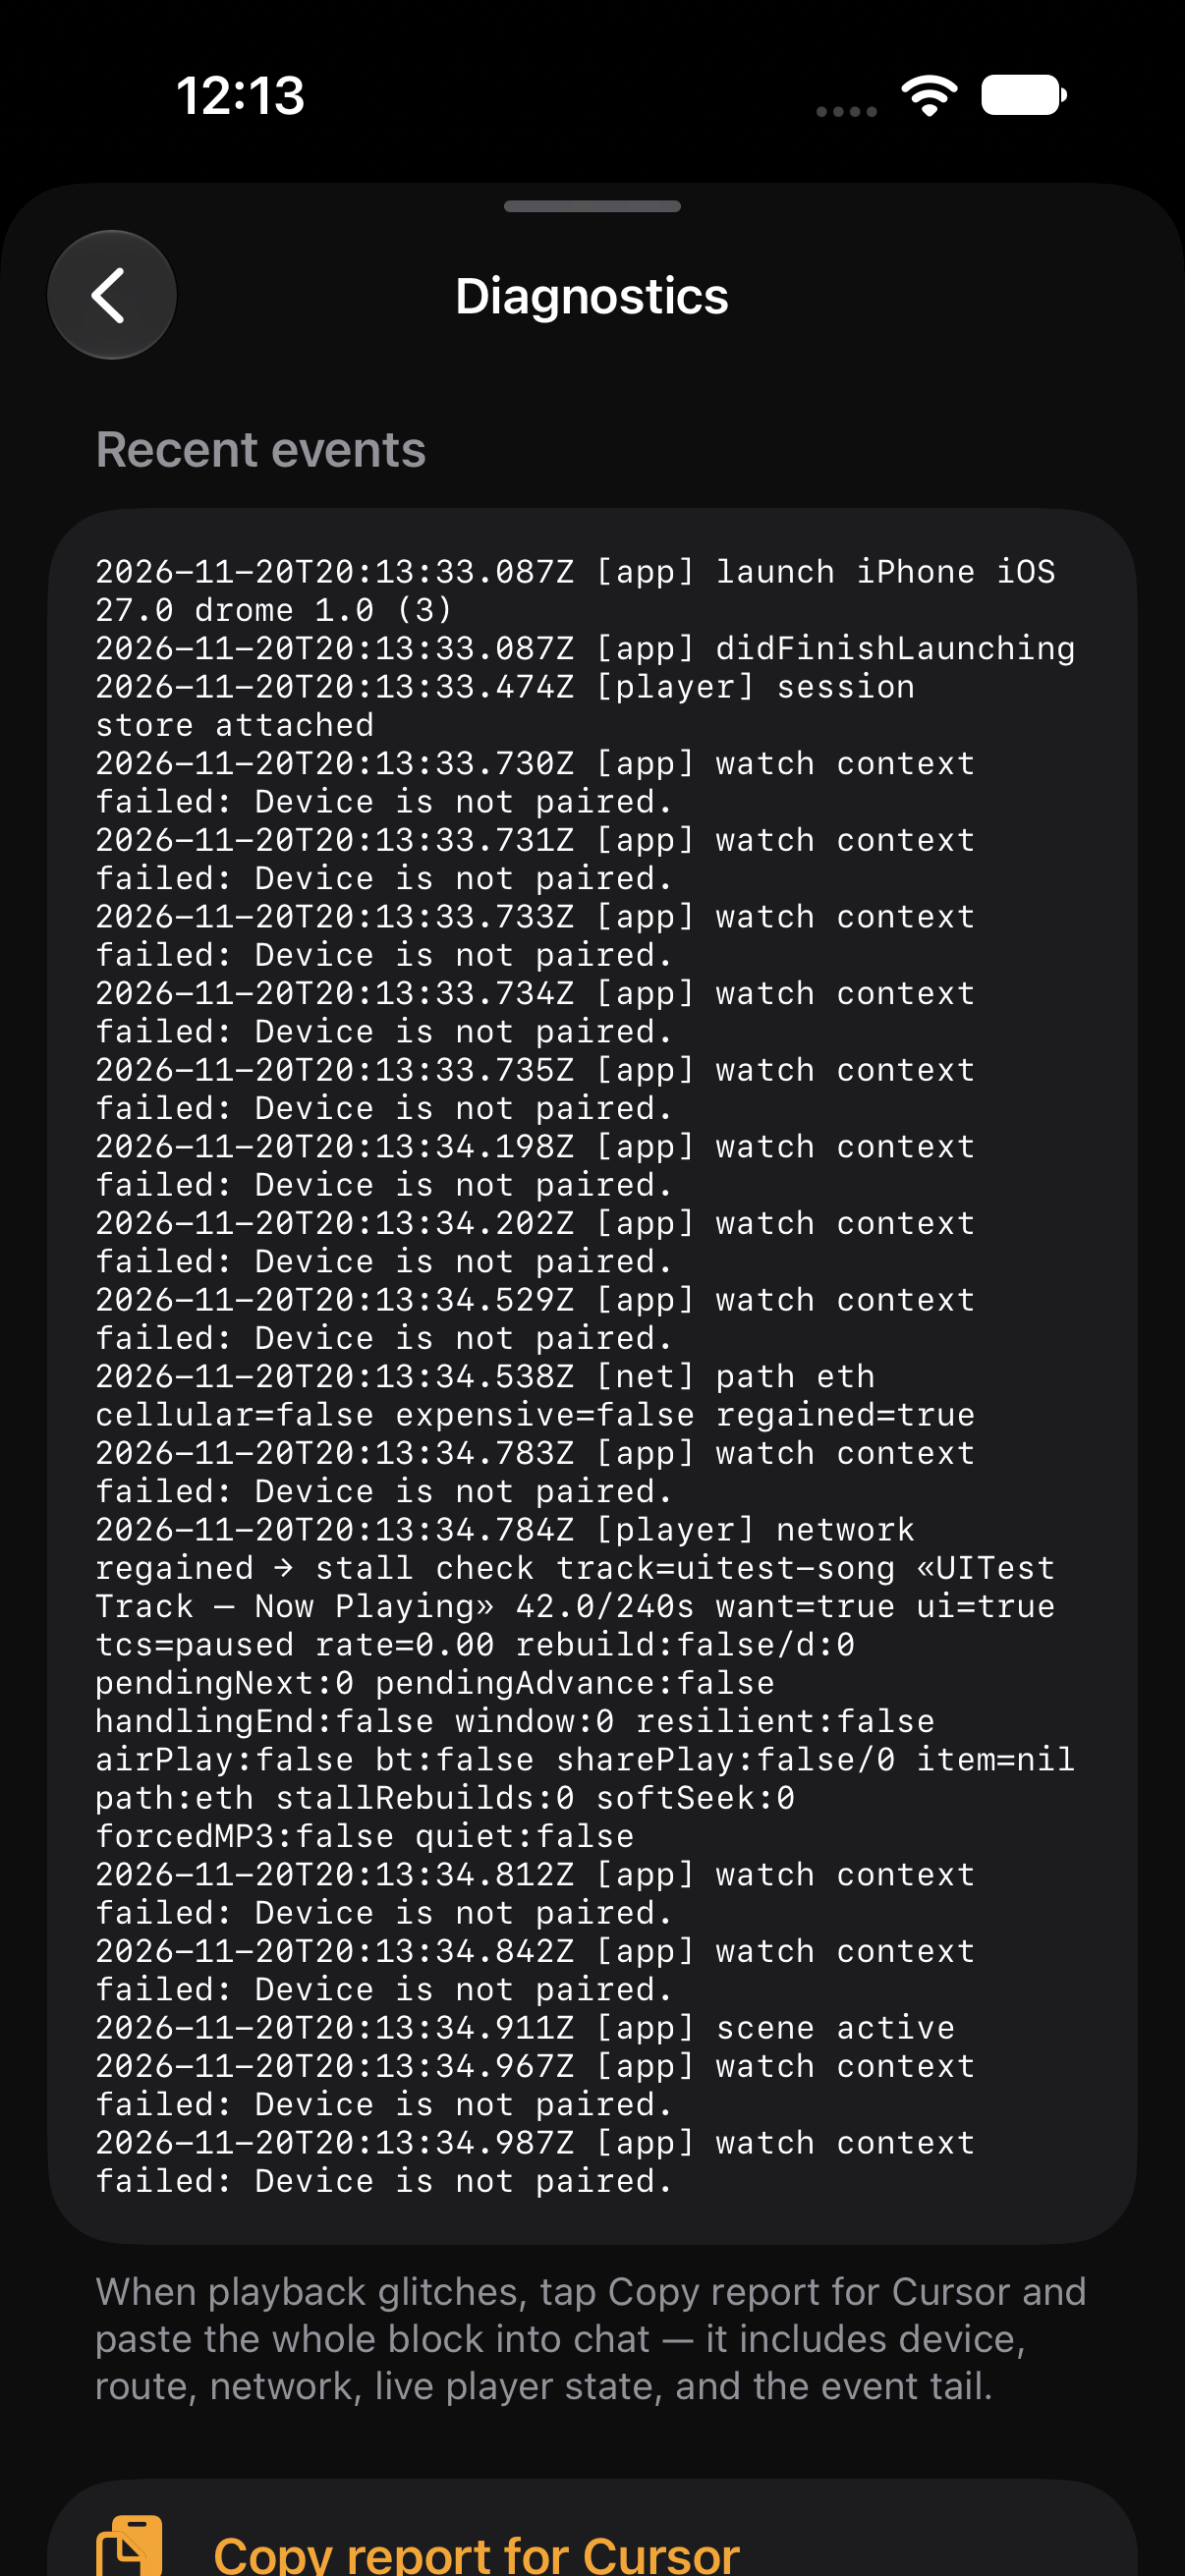 12:13
Diagnostics
Recent events
2026-11-20T20:13:33.087Z [app] launch iPhone iOS
27.0 drome 1.0 (3)
2026-11-20T20:13:33.087Z [app] didFinishLaunching
2026-11-20T20:13:33.474Z [player] session
store attached
2026-11-20T20:13:33.730Z [app] watch context
failed: Device is not paired.
2026-11-20T20:13:33.731Z [app] watch context
failed: Device is not paired.
2026-11-20T20:13:33.733Z [app] watch context
failed: Device is not paired.
2026-11-20T20:13:33.734Z [app] watch context
failed: Device is not paired.
2026-11-20T20:13:33.735Z [app] watch context
failed: Device is not paired.
2026-11-20T20:13:34.198Z [app] watch context
failed: Device is not paired.
2026-11-20T20:13:34.202Z [app] watch context
failed: Device is not paired.
2026-11-20T20:13:34.529Z [app] watch context
failed: Device is not paired.
2026-11-20T20:13:34.538Z [net] path eth
cellular=false expensive=false regained=true
2026-11-20T20:13:34.783Z [app] watch context
failed: Device is not paired.
2026-11-20T20:13:34.784Z [player] network
regained → stall check track=uitest-song «UITest
Track — Now Playing» 42.0/240s want=true ui=true
tcs=paused rate=0.00 rebuild:false/d:0
pendingNext:0 pendingAdvance:false
handlingEnd:false window:0 resilient:false
airPlay:false bt:false sharePlay:false/0 item=nil
path:eth stallRebuilds:0 softSeek:0
forcedMP3:false quiet:false
2026-11-20T20:13:34.812Z [app] watch context
failed: Device is not paired.
2026-11-20T20:13:34.842Z [app] watch context
failed: Device is not paired.
2026-11-20T20:13:34.911Z [app] scene active
2026-11-20T20:13:34.967Z [app] watch context
failed: Device is not paired.
2026-11-20T20:13:34.987Z [app] watch context
failed: Device is not paired.
When playback glitches, tap Copy report for Cursor and
paste the whole block into chat — it includes device,
route, network, live player state, and the event tail.
Copy report for Cursor